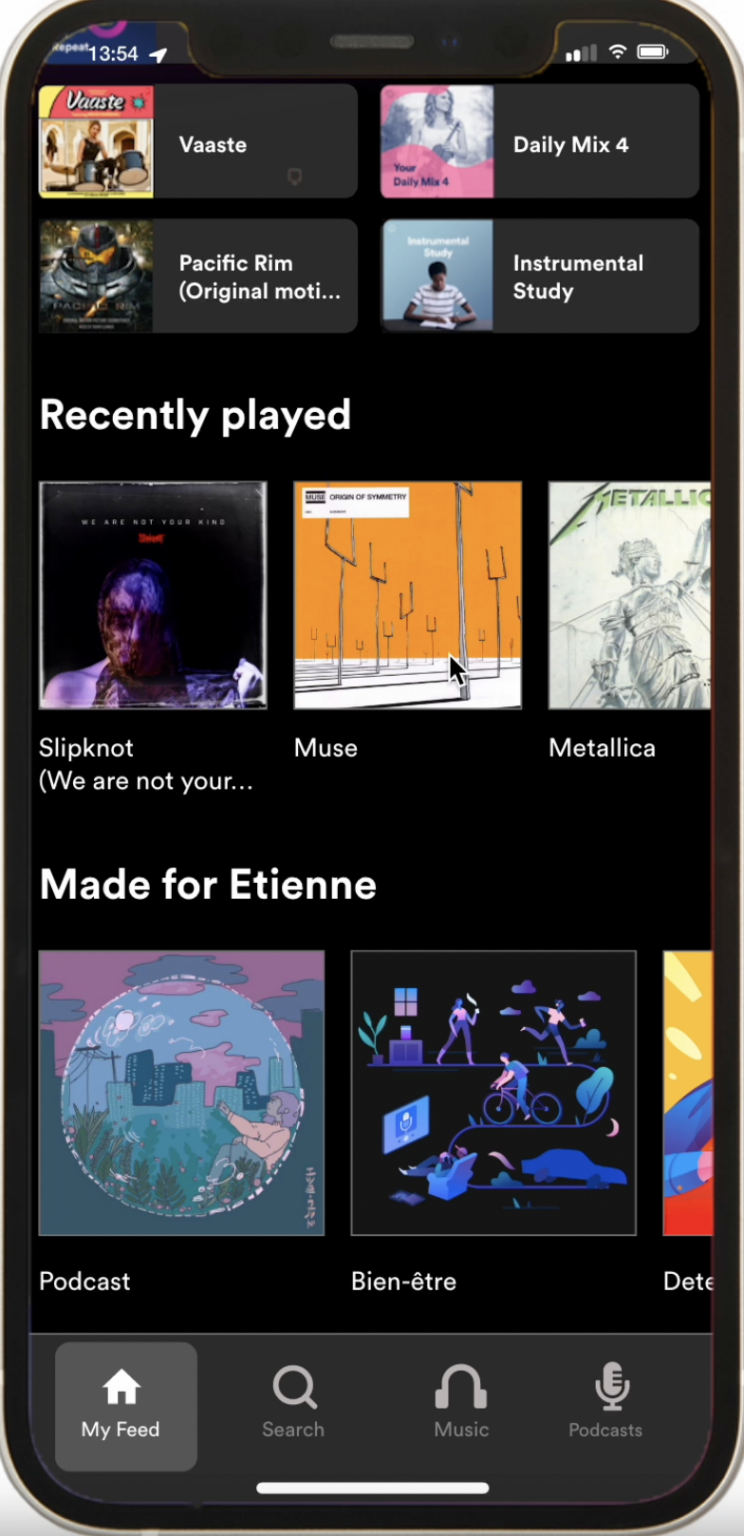 Repeat
13:54
Vaaste
Vaaste
Your
Daily Mix 4
Daily Mix 4
PACIFIC RIM
Pacific Rim
(Original moti...
Instrumental
Study
Instrumental
Study
Recently played
WE ARE NOT YOUR KIND
MUSE ORIGIN OF SYMMETRY
METALLIC
Slipknot
(We are not your...
Muse
Metallica
Made for Etienne
Podcast
Bien-être
Dete
My Feed
Search
Music
Podcasts